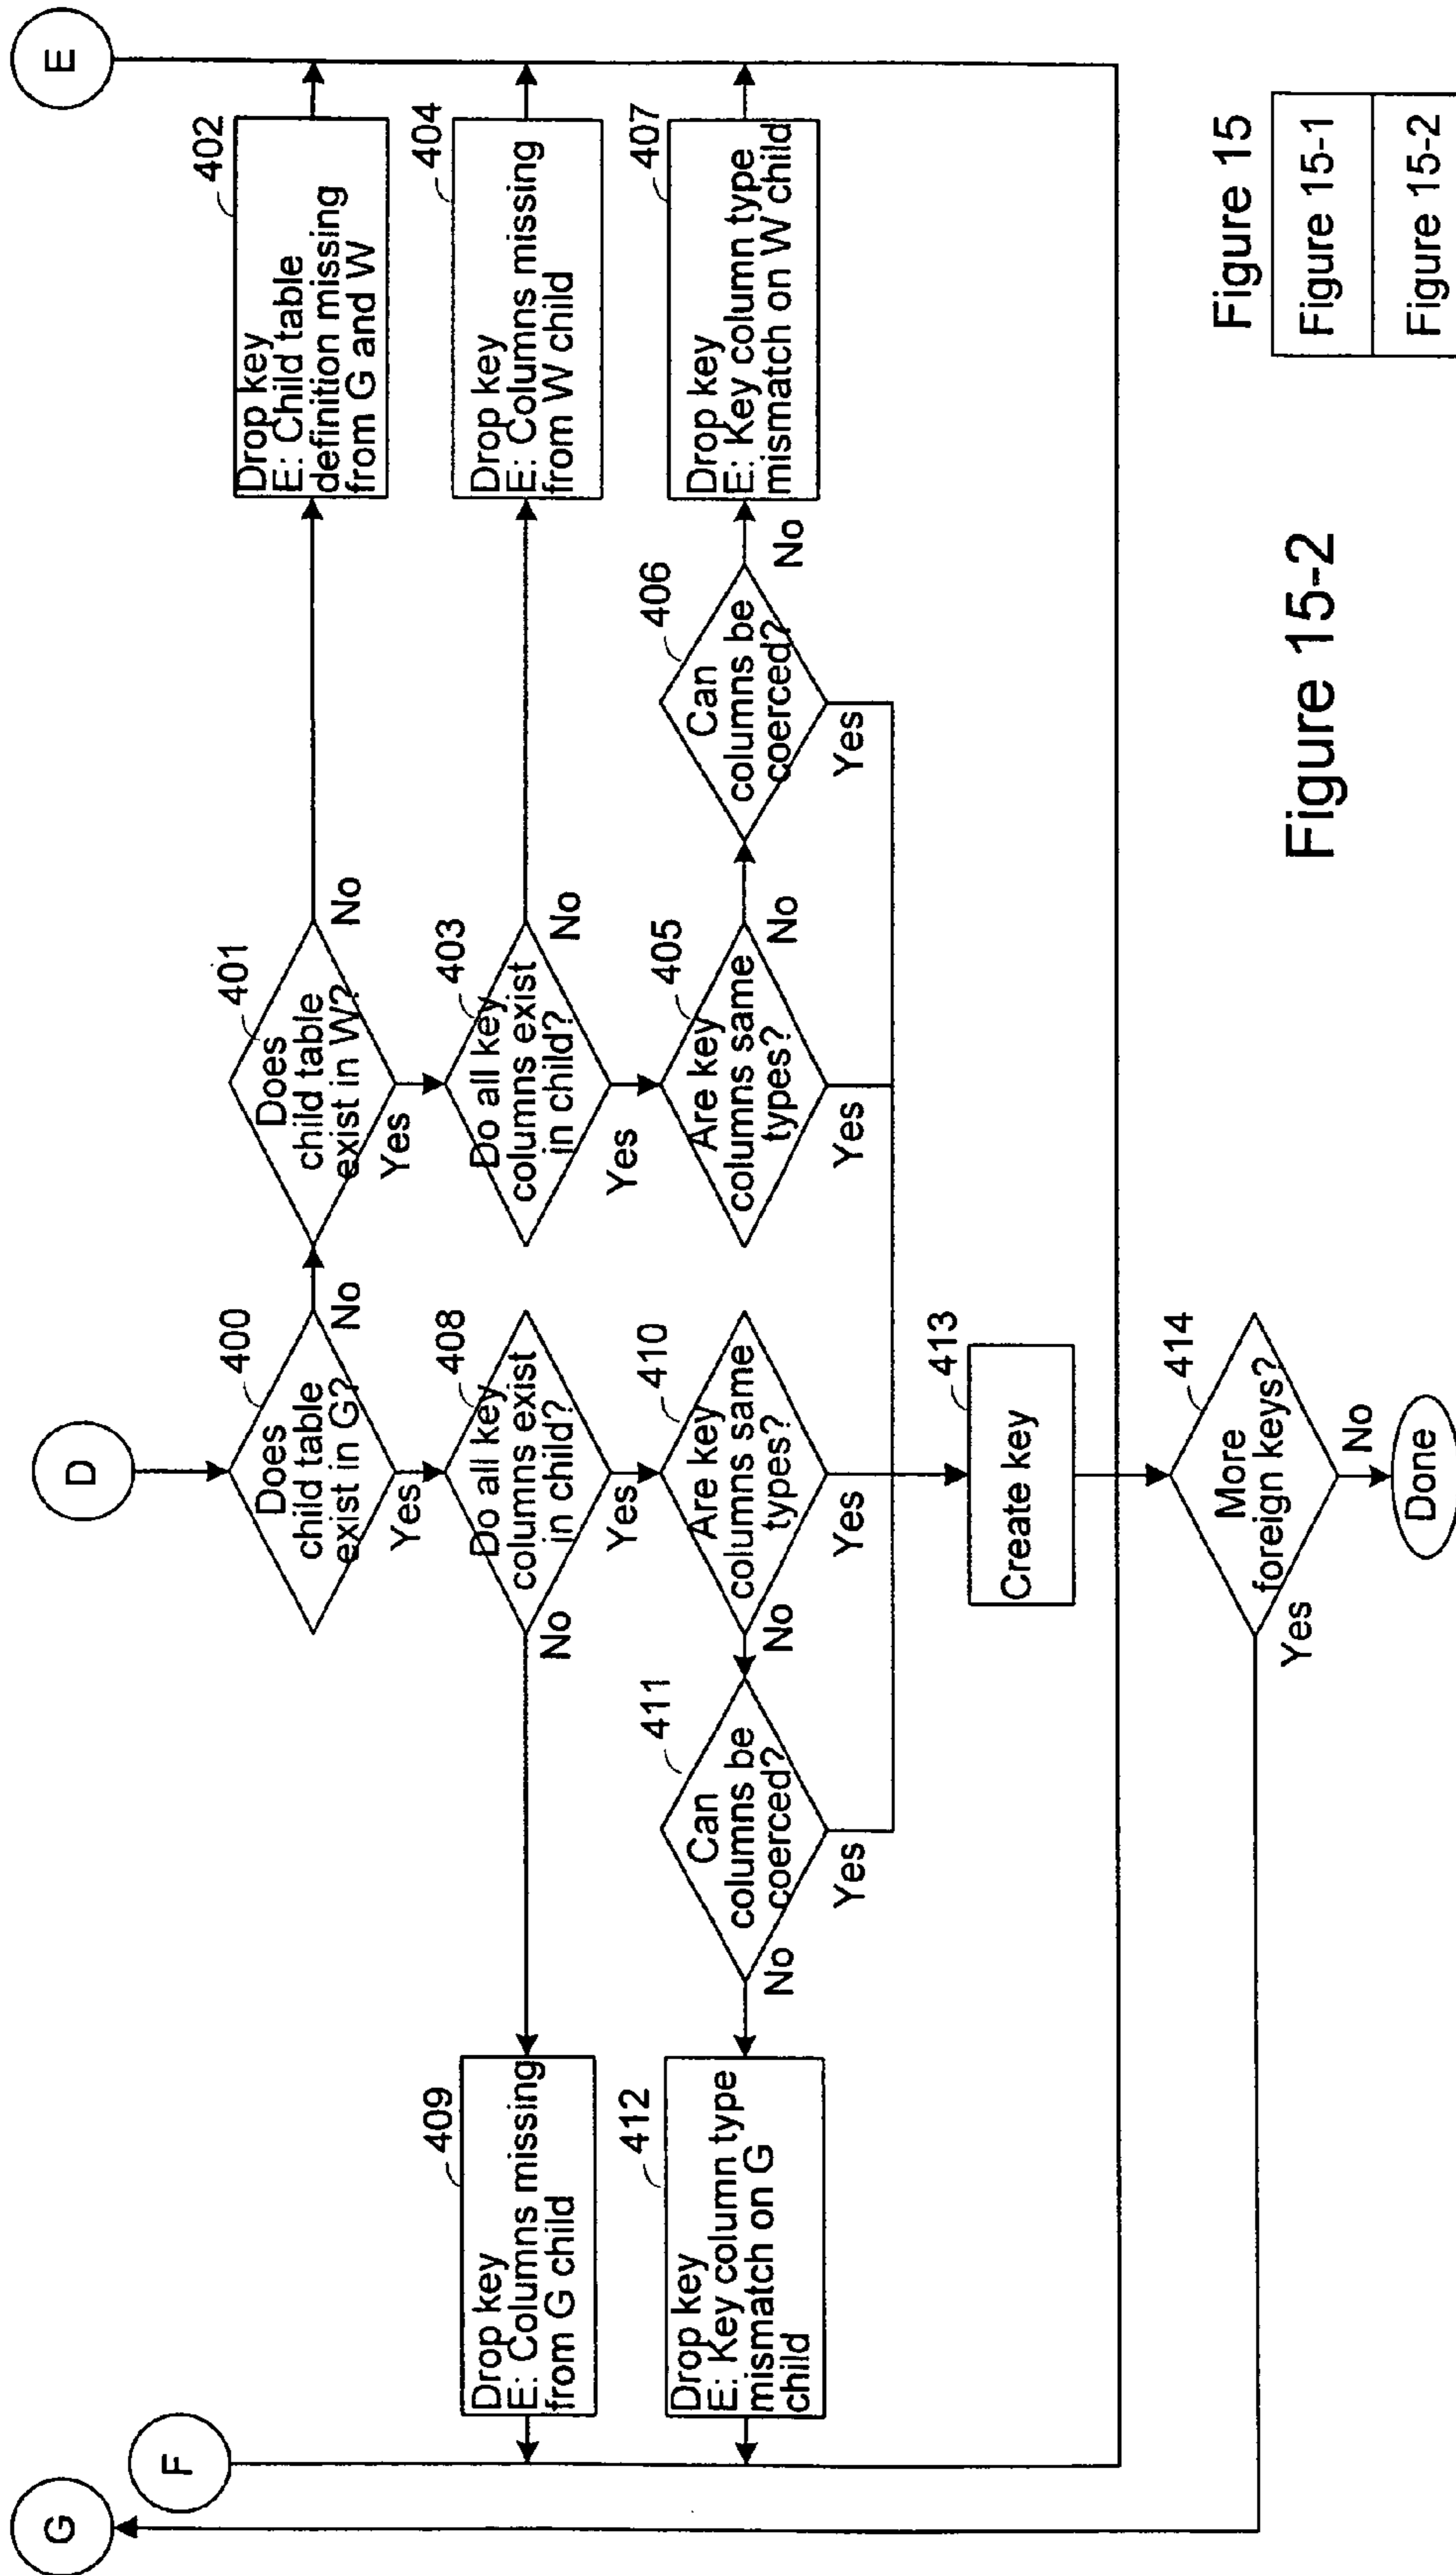 G
F
D
E
400
Does
child table
exist in G?
No
Yes
401
Does
child table
exist in W?
No
Yes
402
Drop key
E: Child table
definition missing
from G and W
409
Drop key
E: Columns missing
from G child
408
Do all key
columns exist
in child?
No
Yes
403
Do all key
columns exist
in child?
No
Yes
404
Drop key
E: Columns missing
from W child
412
Drop key
E: Key column type
mismatch on G
child
411
Can
columns be
coerced?
No
Yes
410
Are key
columns same
types?
No
Yes
405
Are key
columns same
types?
No
Yes
406
Can
columns be
coerced?
No
Yes
407
Drop key
E: Key column type
mismatch on W child
413
Create key
414
More
foreign keys?
Yes
No
Done
Figure 15-2
Figure 15
Figure 15-1
Figure 15-2